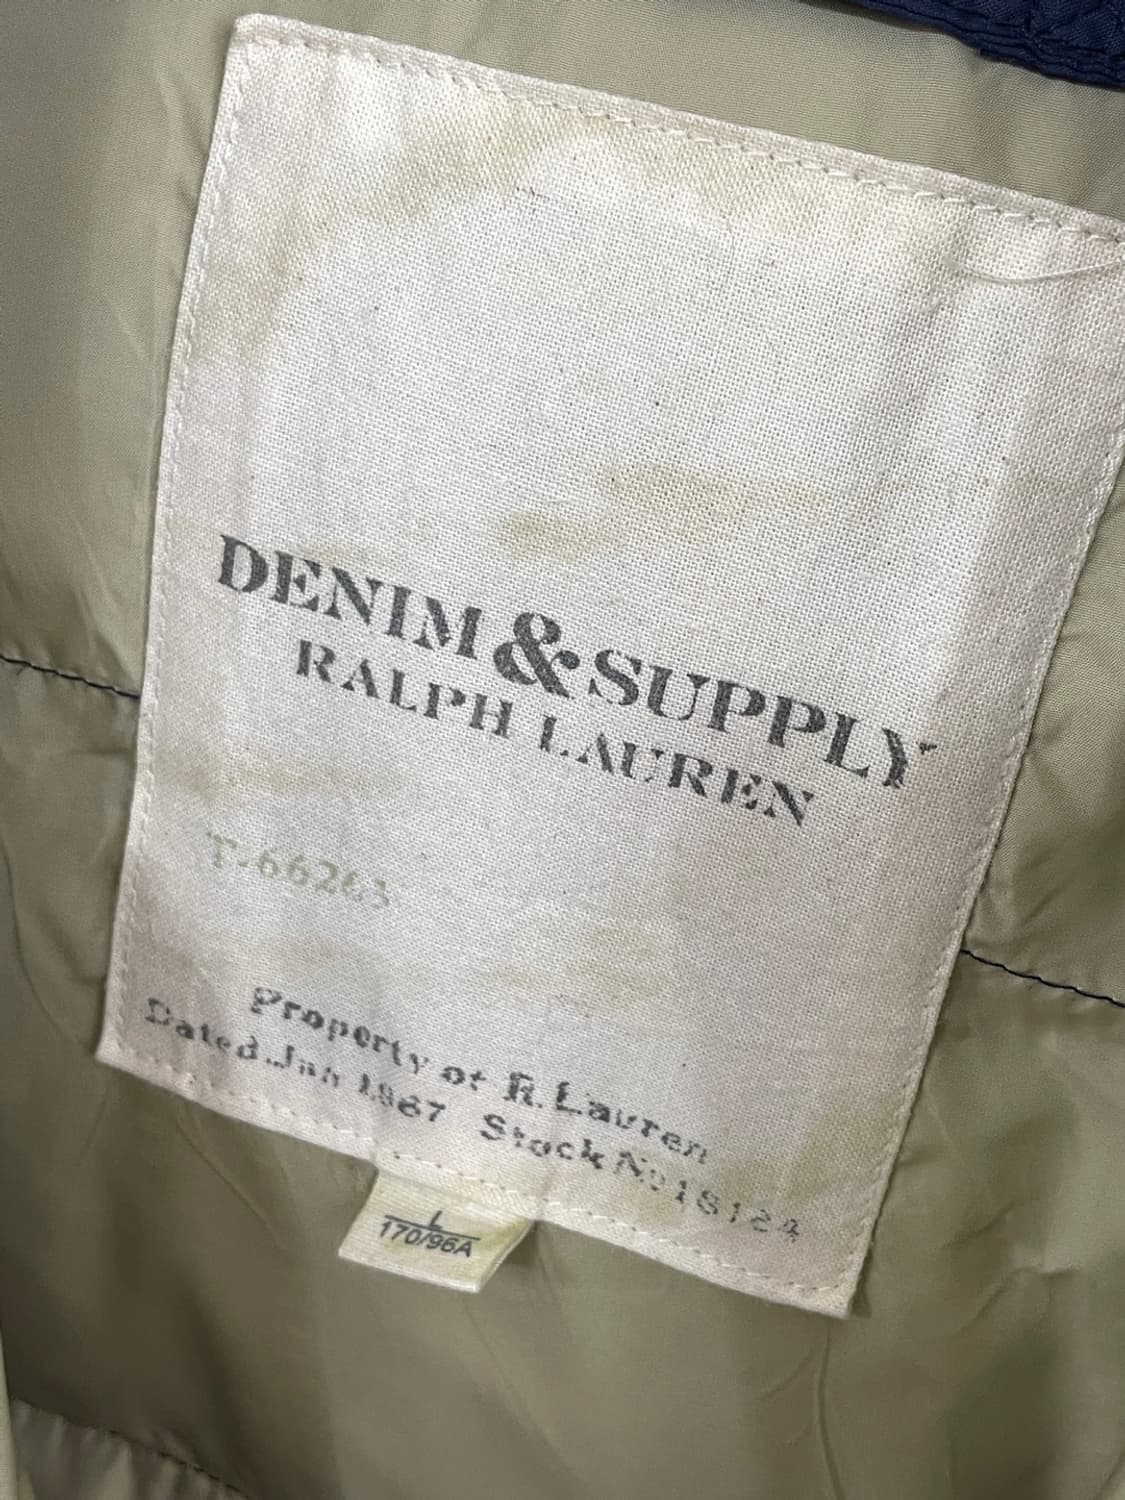 DENIM & SUPPLY
RALPH LAUREN
T-66263
Property of R. Lauren
Dated Jan 1967 Stock No 18124
L
170/96A